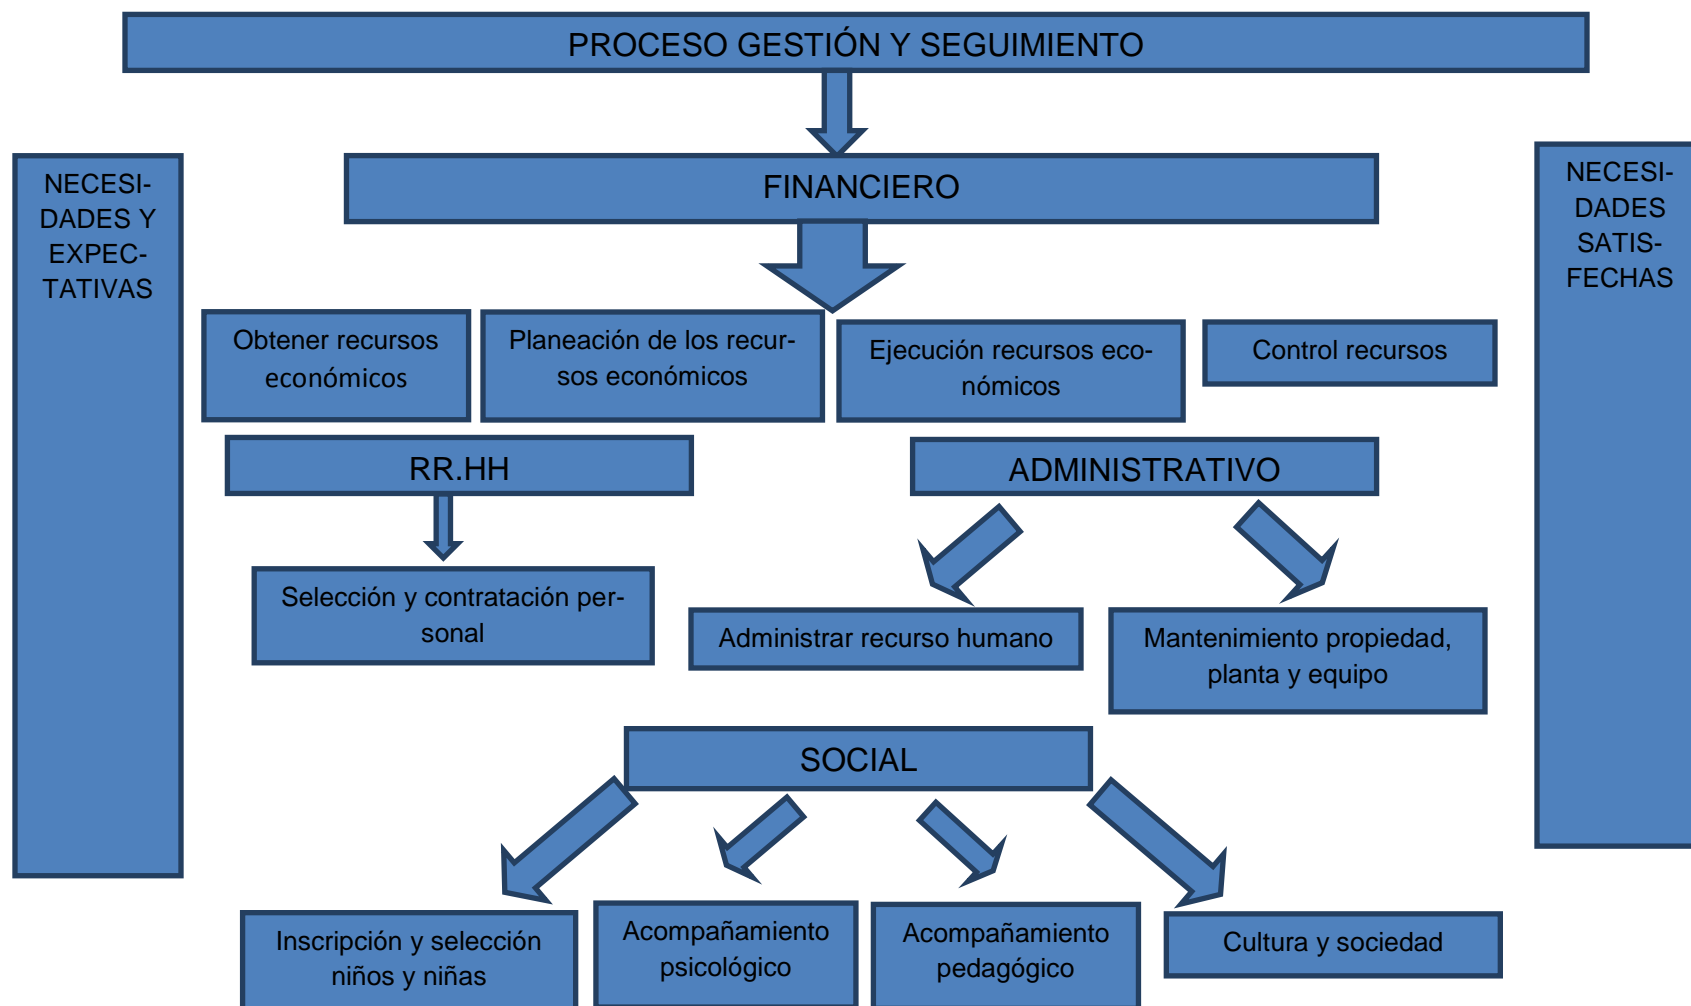 PROCESO GESTIÓN Y SEGUIMIENTO
NECESI-
DADES Y
EXPEC-
TATIVAS
FINANCIERO
NECESI-
DADES
SATIS-
FECHAS
Obtener recursos
económicos
Planeación de los recur-
sos económicos
Ejecución recursos eco-
nómicos
Control recursos
RR.HH
ADMINISTRATIVO
Selección y contratación per-
sonal
Administrar recurso humano
Mantenimiento propiedad,
planta y equipo
SOCIAL
Inscripción y selección
niños y niñas
Acompañamiento
psicológico
Acompañamiento
pedagógico
Cultura y sociedad